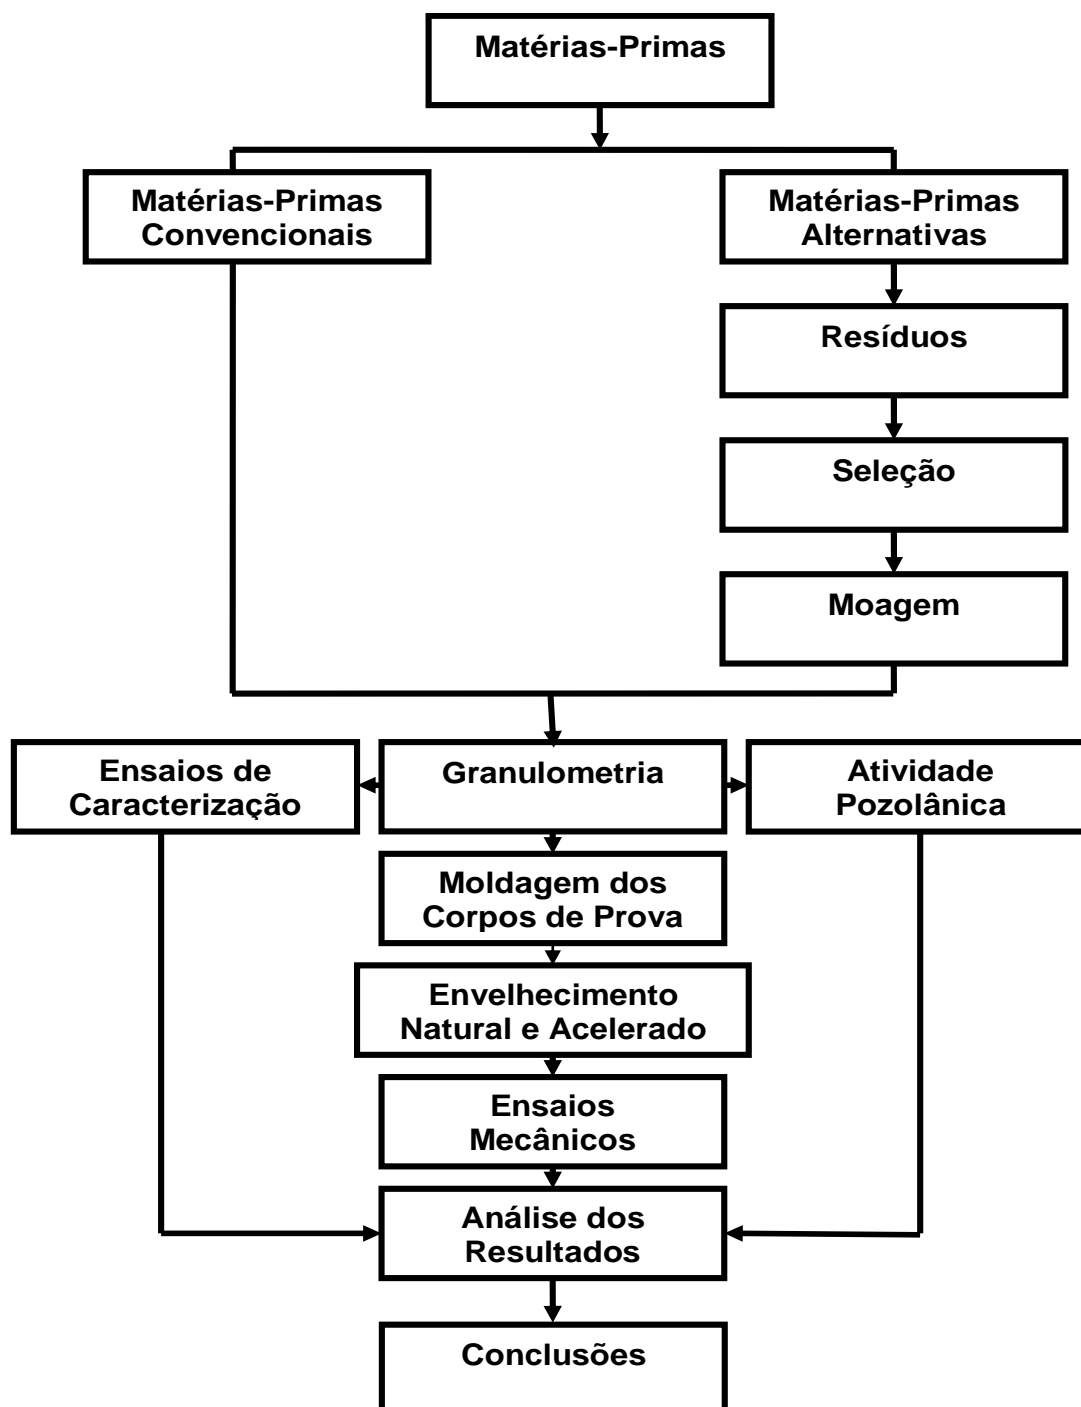 Matérias-Primas
Matérias-Primas
Convencionais
Matérias-Primas
Alternativas
Resíduos
Seleção
Moagem
Ensaios de
Caracterização
Granulometria
Atividade
Pozolânica
Moldagem dos
Corpos de Prova
Envelhecimento
Natural e Acelerado
Ensaios
Mecânicos
Análise dos
Resultados
Conclusões